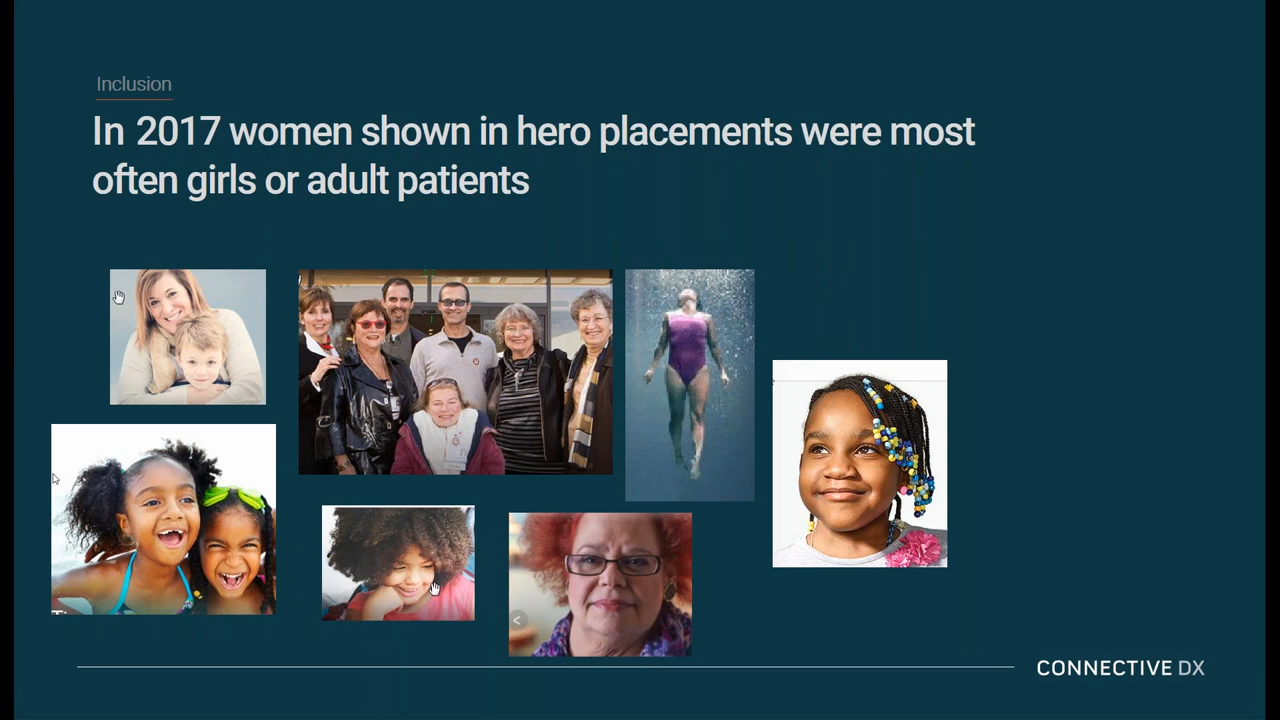 Inclusion
In 2017 women shown in hero placements were most
often girls or adult patients
CONNECTIVE DX